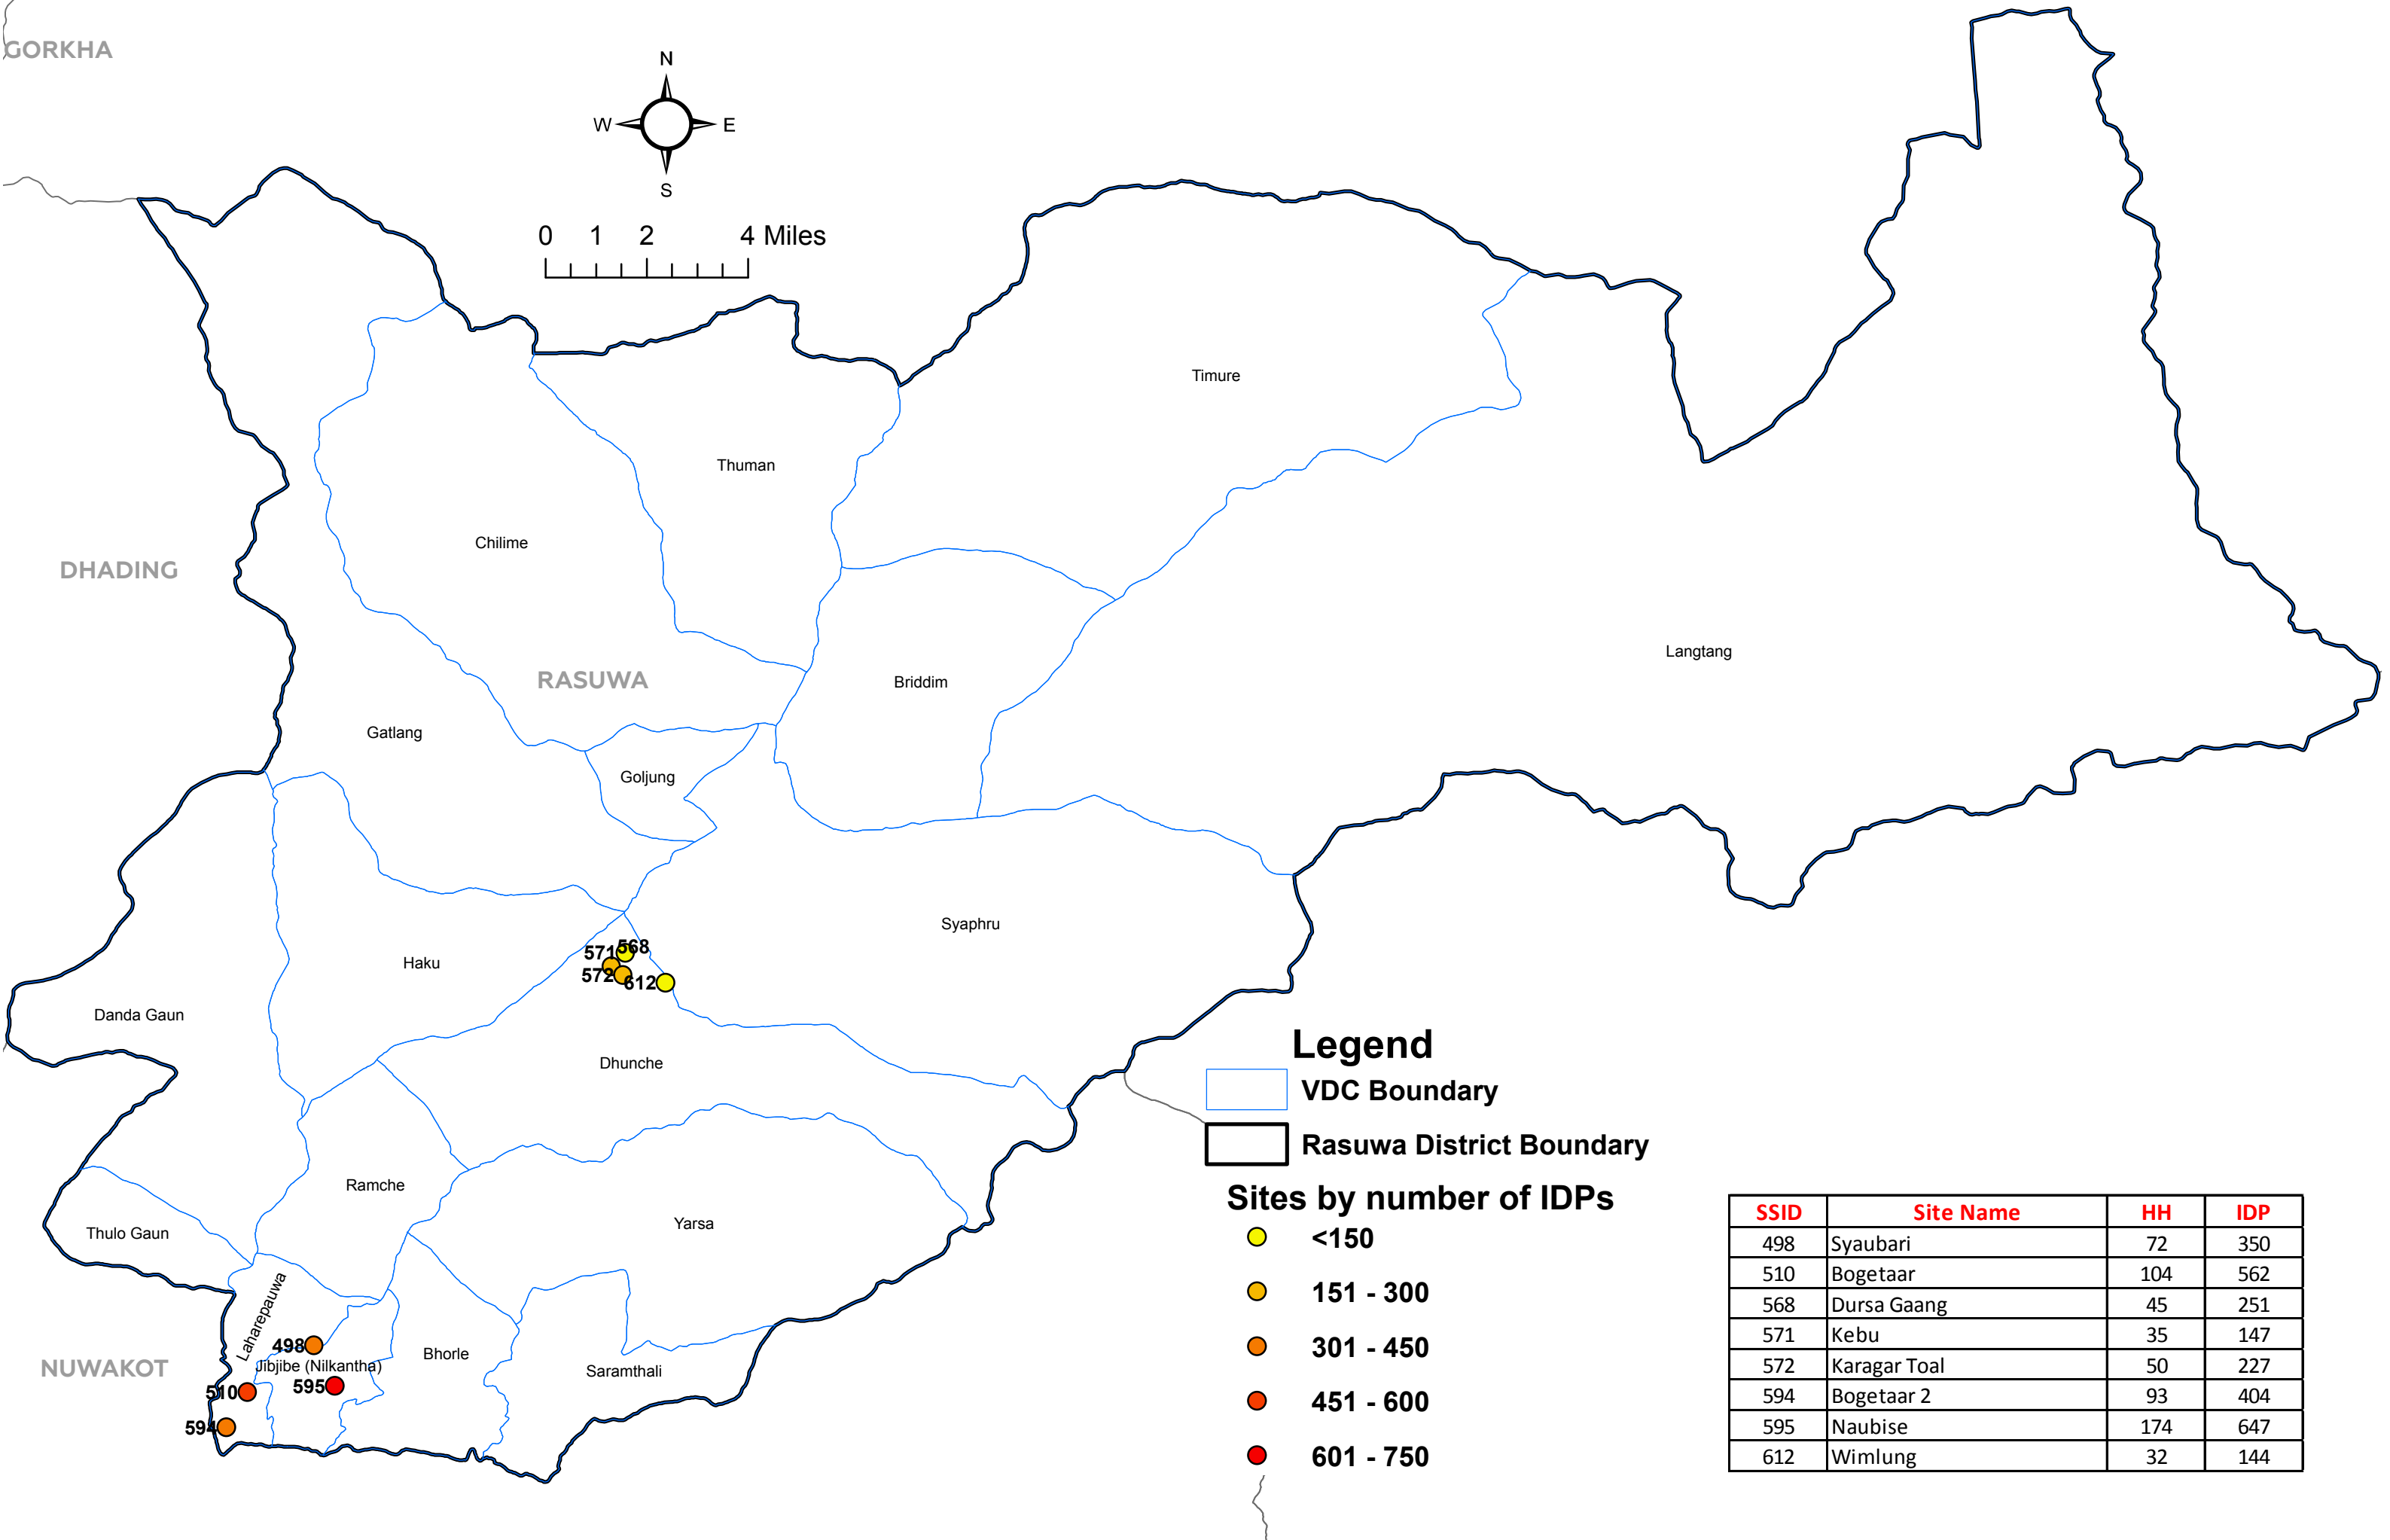 GORKHA
N
W E
S
0 1 2 4 Miles
Timure
Thuman
Chilime
DHADING
Langtang
RASUWA
Briddim
Gatlang
Goljung
Syaphru
571 568
Haku
572 612
Danda Gaun
Dhunche
Ramche
Yarsa
Thulo Gaun
Laharepauwa
498
Bhorle
Jibjibe (Nilkantha)
NUWAKOT
Saramthali
595
510
594
Legend
VDC Boundary
Rasuwa District Boundary
Sites by number of IDPs
<150
151 - 300
301 - 450
451 - 600
601 - 750
SSID Site Name HH IDP
498 Syaubari 72 350
510 Bogetaar 104 562
568 Dursa Gaang 45 251
571 Kebu 35 147
572 Karagar Toal 50 227
594 Bogetaar 2 93 404
595 Naubise 174 647
612 Wimlung 32 144